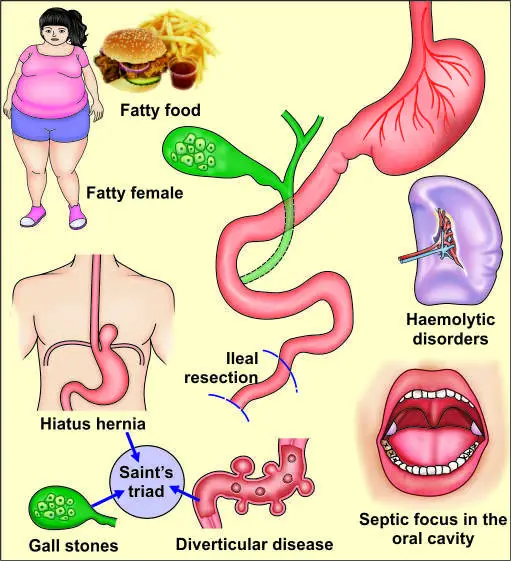 Fatty food
Fatty female
Haemolytic
disorders
Ileal
resection
Hiatus hernia
Saint's
triad
Gall stones
Diverticular disease
Septic focus in the
oral cavity